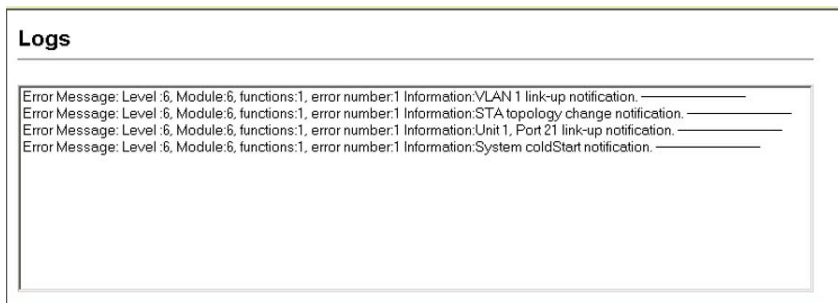 Logs
Error Message: Level :6, Module:6, functions:1, error number:1 Information:VLAN 1 link-up notification.
Error Message: Level :6, Module:6, functions:1, error number:1 Information:STA topology change notification.
Error Message: Level :6, Module:6, functions:1, error number:1 Information:Unit 1, Port 21 link-up notification.
Error Message: Level :6, Module:6, functions:1, error number:1 Information:System coldStart notification.